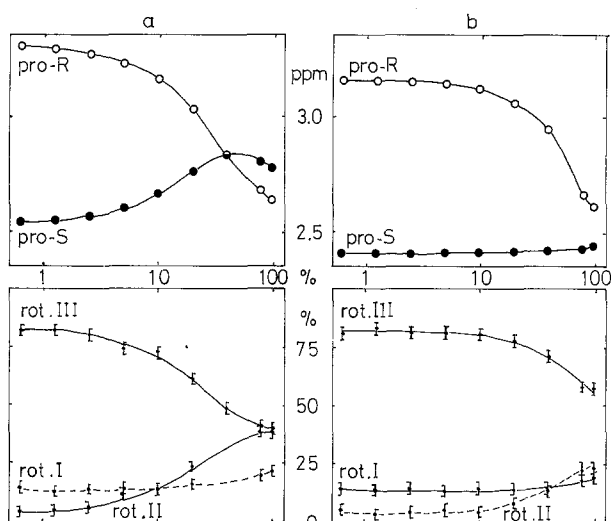 a b
pro-R pro-R
ppm
3.0
pro-S pro-S
2.5
1 10 100 % 1 10 100
rot.III % rot.III
75
50
rot.I 25 rot.I
rot.II 0 rot.II